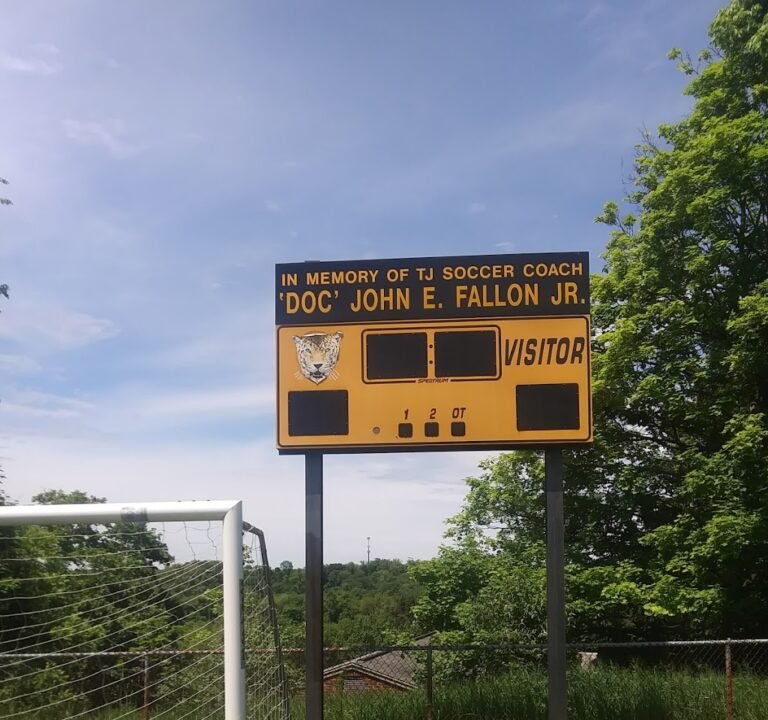 IN MEMORY OF TJ SOCCER COACH
'DOC' JOHN E. FALLON JR.
VISITOR
SPECTRUM
1 2 OT